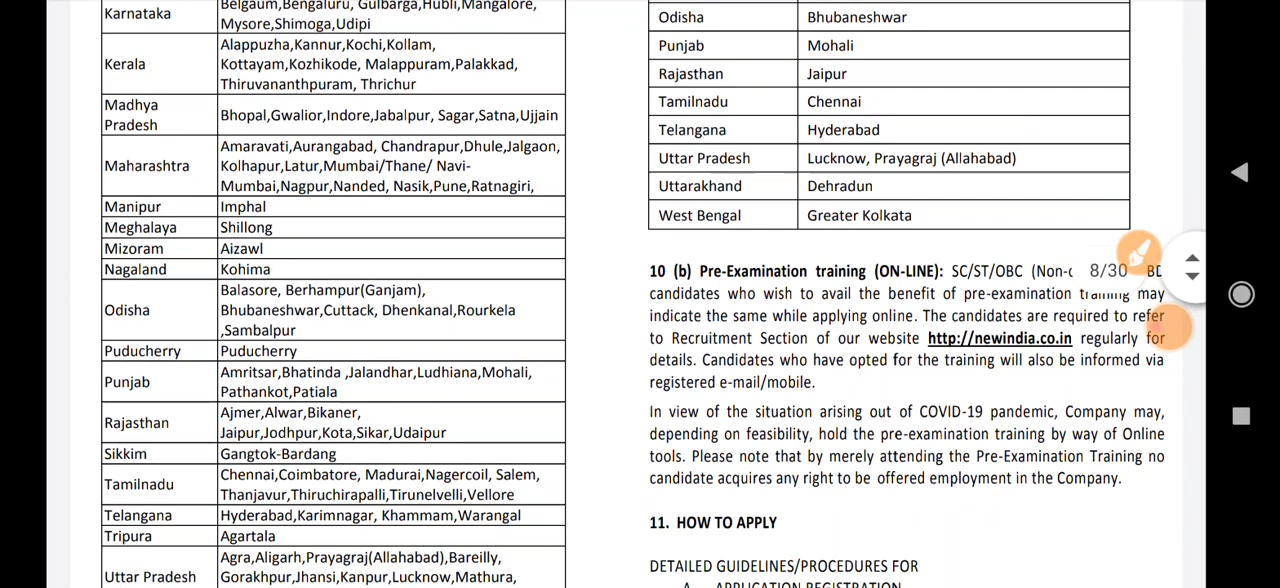 Karnataka
Belgaum,Bengaluru, Gulbarga,Hubli,Mangalore,
Mysore,Shimoga,Udipi
Kerala
Alappuzha,Kannur,Kochi,Kollam,
Kottayam,Kozhikode, Malappuram,Palakkad,
Thiruvananthpuram, Thrichur
Madhya
Pradesh
Bhopal,Gwalior,Indore,Jabalpur, Sagar,Satna,Ujjain
Maharashtra
Amaravati,Aurangabad, Chandrapur,Dhule,Jalgaon,
Kolhapur,Latur,Mumbai/Thane/ Navi-
Mumbai,Nagpur,Nanded, Nasik,Pune,Ratnagiri,
Manipur Imphal
Meghalaya Shillong
Mizoram Aizawl
Nagaland Kohima
Odisha
Balasore, Berhampur(Ganjam),
Bhubaneshwar,Cuttack, Dhenkanal,Rourkela
,Sambalpur
Puducherry Puducherry
Punjab
Amritsar,Bhatinda ,Jalandhar,Ludhiana,Mohali,
Pathankot,Patiala
Rajasthan
Ajmer,Alwar,Bikaner,
Jaipur,Jodhpur,Kota,Sikar,Udaipur
Sikkim Gangtok-Bardang
Tamilnadu
Chennai,Coimbatore, Madurai,Nagercoil, Salem,
Thanjavur,Thiruchirapalli,Tirunelvelli,Vellore
Telangana Hyderabad,Karimnagar, Khammam,Warangal
Tripura Agartala
Uttar Pradesh
Agra,Aligarh,Prayagraj(Allahabad),Bareilly,
Gorakhpur,Jhansi,Kanpur,Lucknow,Mathura,
Odisha Bhubaneshwar
Punjab Mohali
Rajasthan Jaipur
Tamilnadu Chennai
Telangana Hyderabad
Uttar Pradesh Lucknow, Prayagraj (Allahabad)
Uttarakhand Dehradun
West Bengal Greater Kolkata
10 (b) Pre-Examination training (ON-LINE): SC/ST/OBC (Non-
8/30
candidates who wish to avail the benefit of pre-examination training may
indicate the same while applying online. The candidates are required to refer
to Recruitment Section of our website http://newindia.co.in regularly for
details. Candidates who have opted for the training will also be informed via
registered e-mail/mobile.
In view of the situation arising out of COVID-19 pandemic, Company may,
depending on feasibility, hold the pre-examination training by way of Online
tools. Please note that by merely attending the Pre-Examination Training no
candidate acquires any right to be offered employment in the Company.
11. HOW TO APPLY
DETAILED GUIDELINES/PROCEDURES FOR
A. APPLICATION REGISTRATION